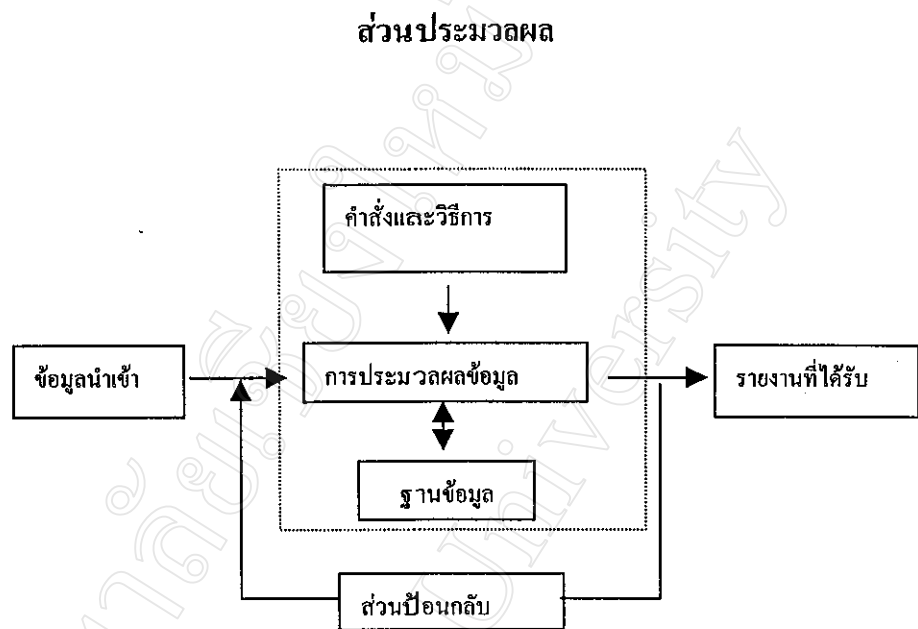 ส่วนประมวลผล
คำสั่งและวิธีการ
ข้อมูลนำเข้า
การประมวลผลข้อมูล
รายงานที่ได้รับ
ฐานข้อมูล
ส่วนป้อนกลับ
University